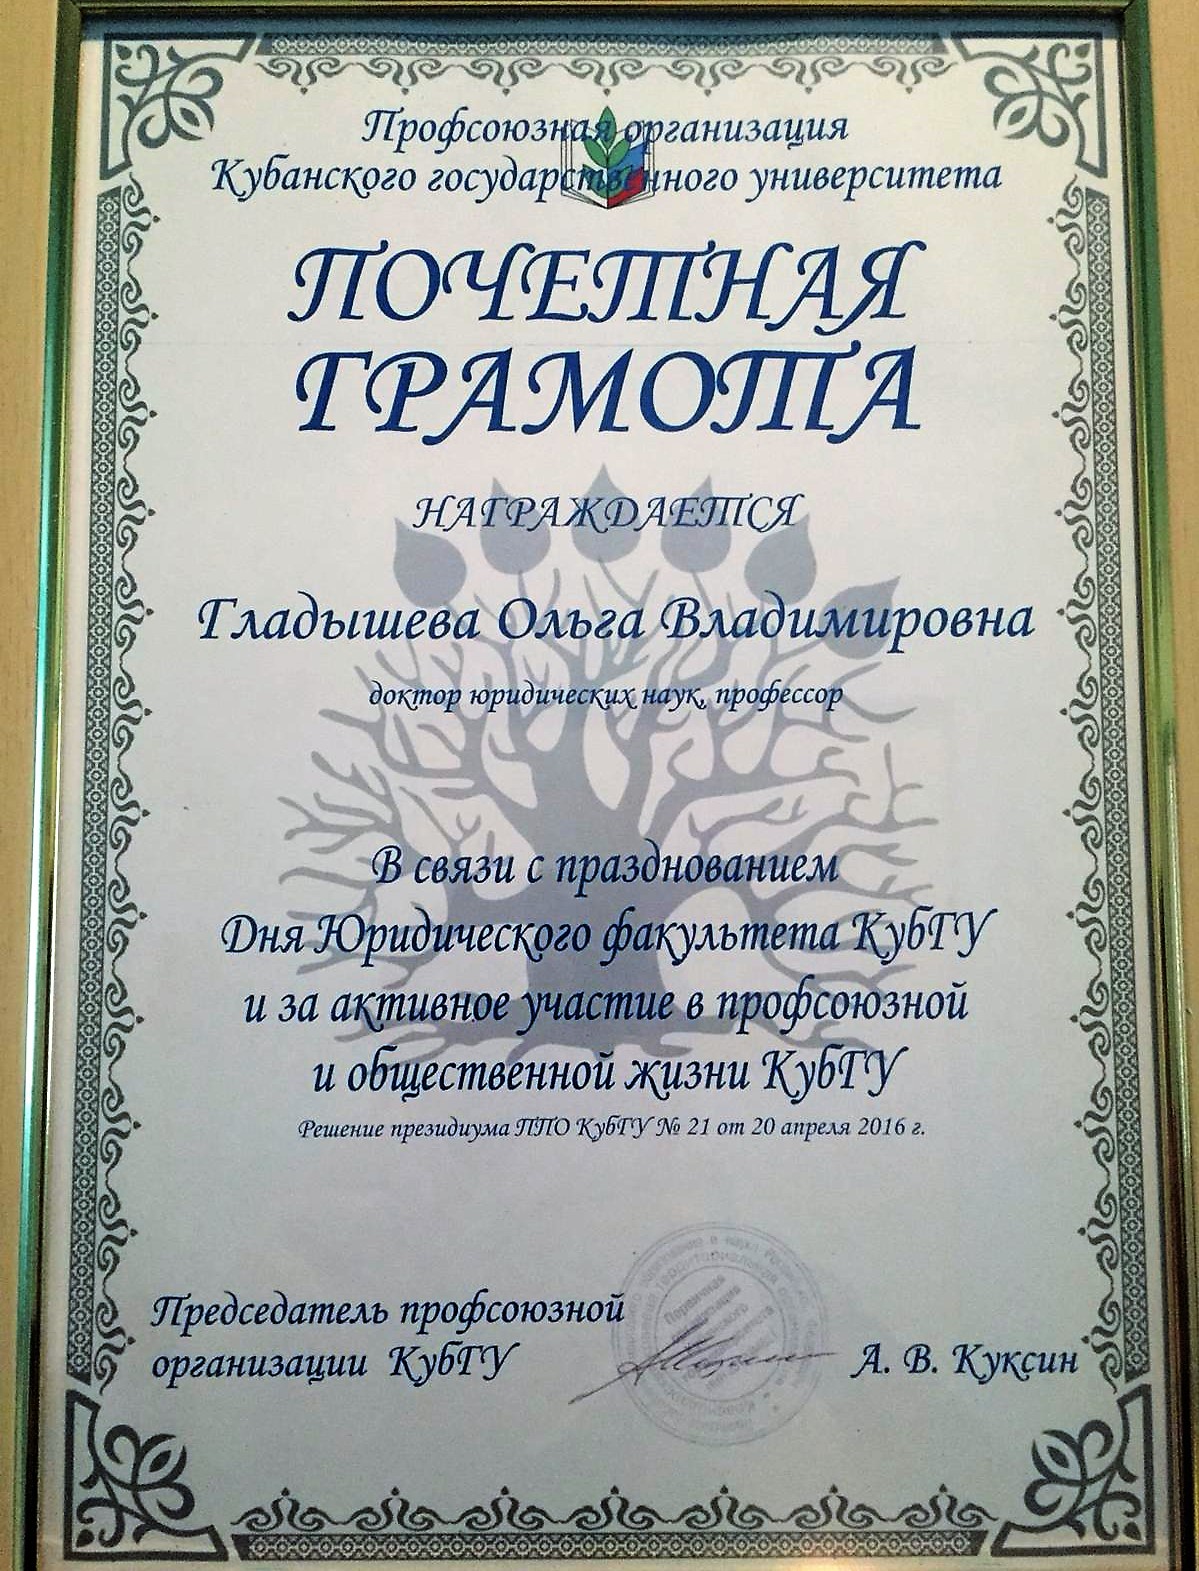 Профсоюзная организация
Кубанского государственного университета
ПОЧЕТНАЯ
ГРАМОТА
НАГРАЖДАЕТСЯ
Гладышева Ольга Владимировна
доктор юридических наук, профессор
В связи с празднованием
Дня Юридического факультета КубГУ
и за активное участие в профсоюзной
и общественной жизни КубГУ
Решение президиума ППО КубГУ № 21 от 20 апреля 2016 г.
Председатель профсоюзной
организации КубГУ
А. В. Куксин